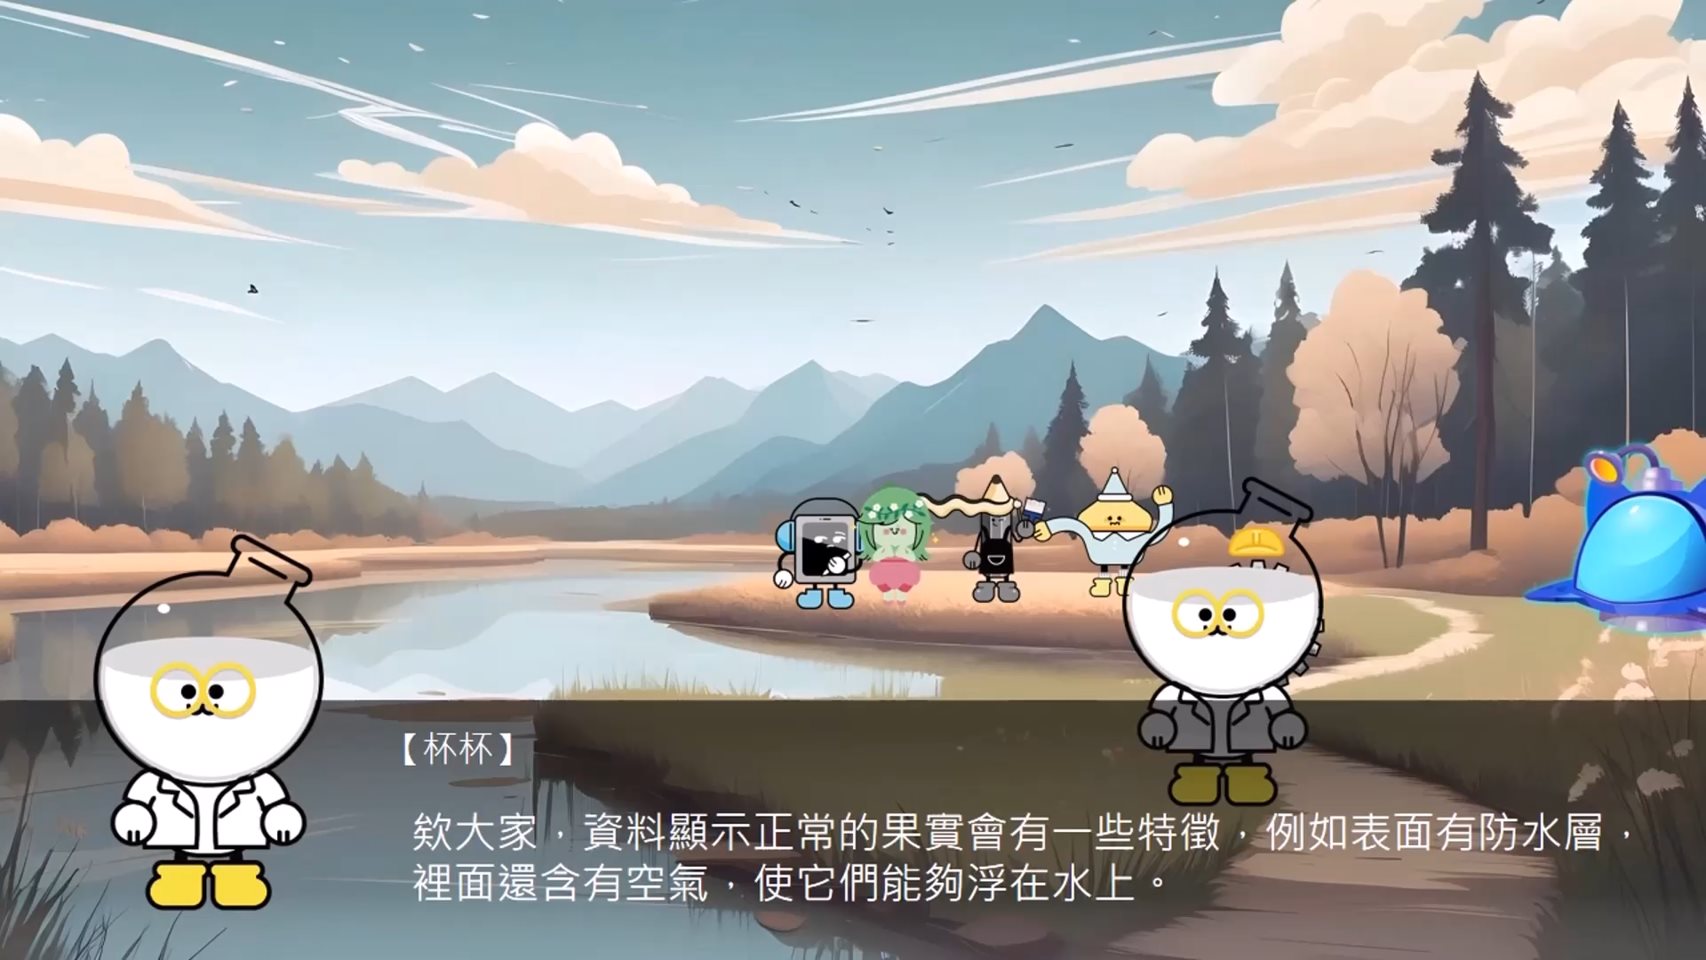 【杯杯】
欸大家，資料顯示正常的果實會有一些特徵，例如表面有防水層，
裡面還含有空氣，使它們能夠浮在水上。